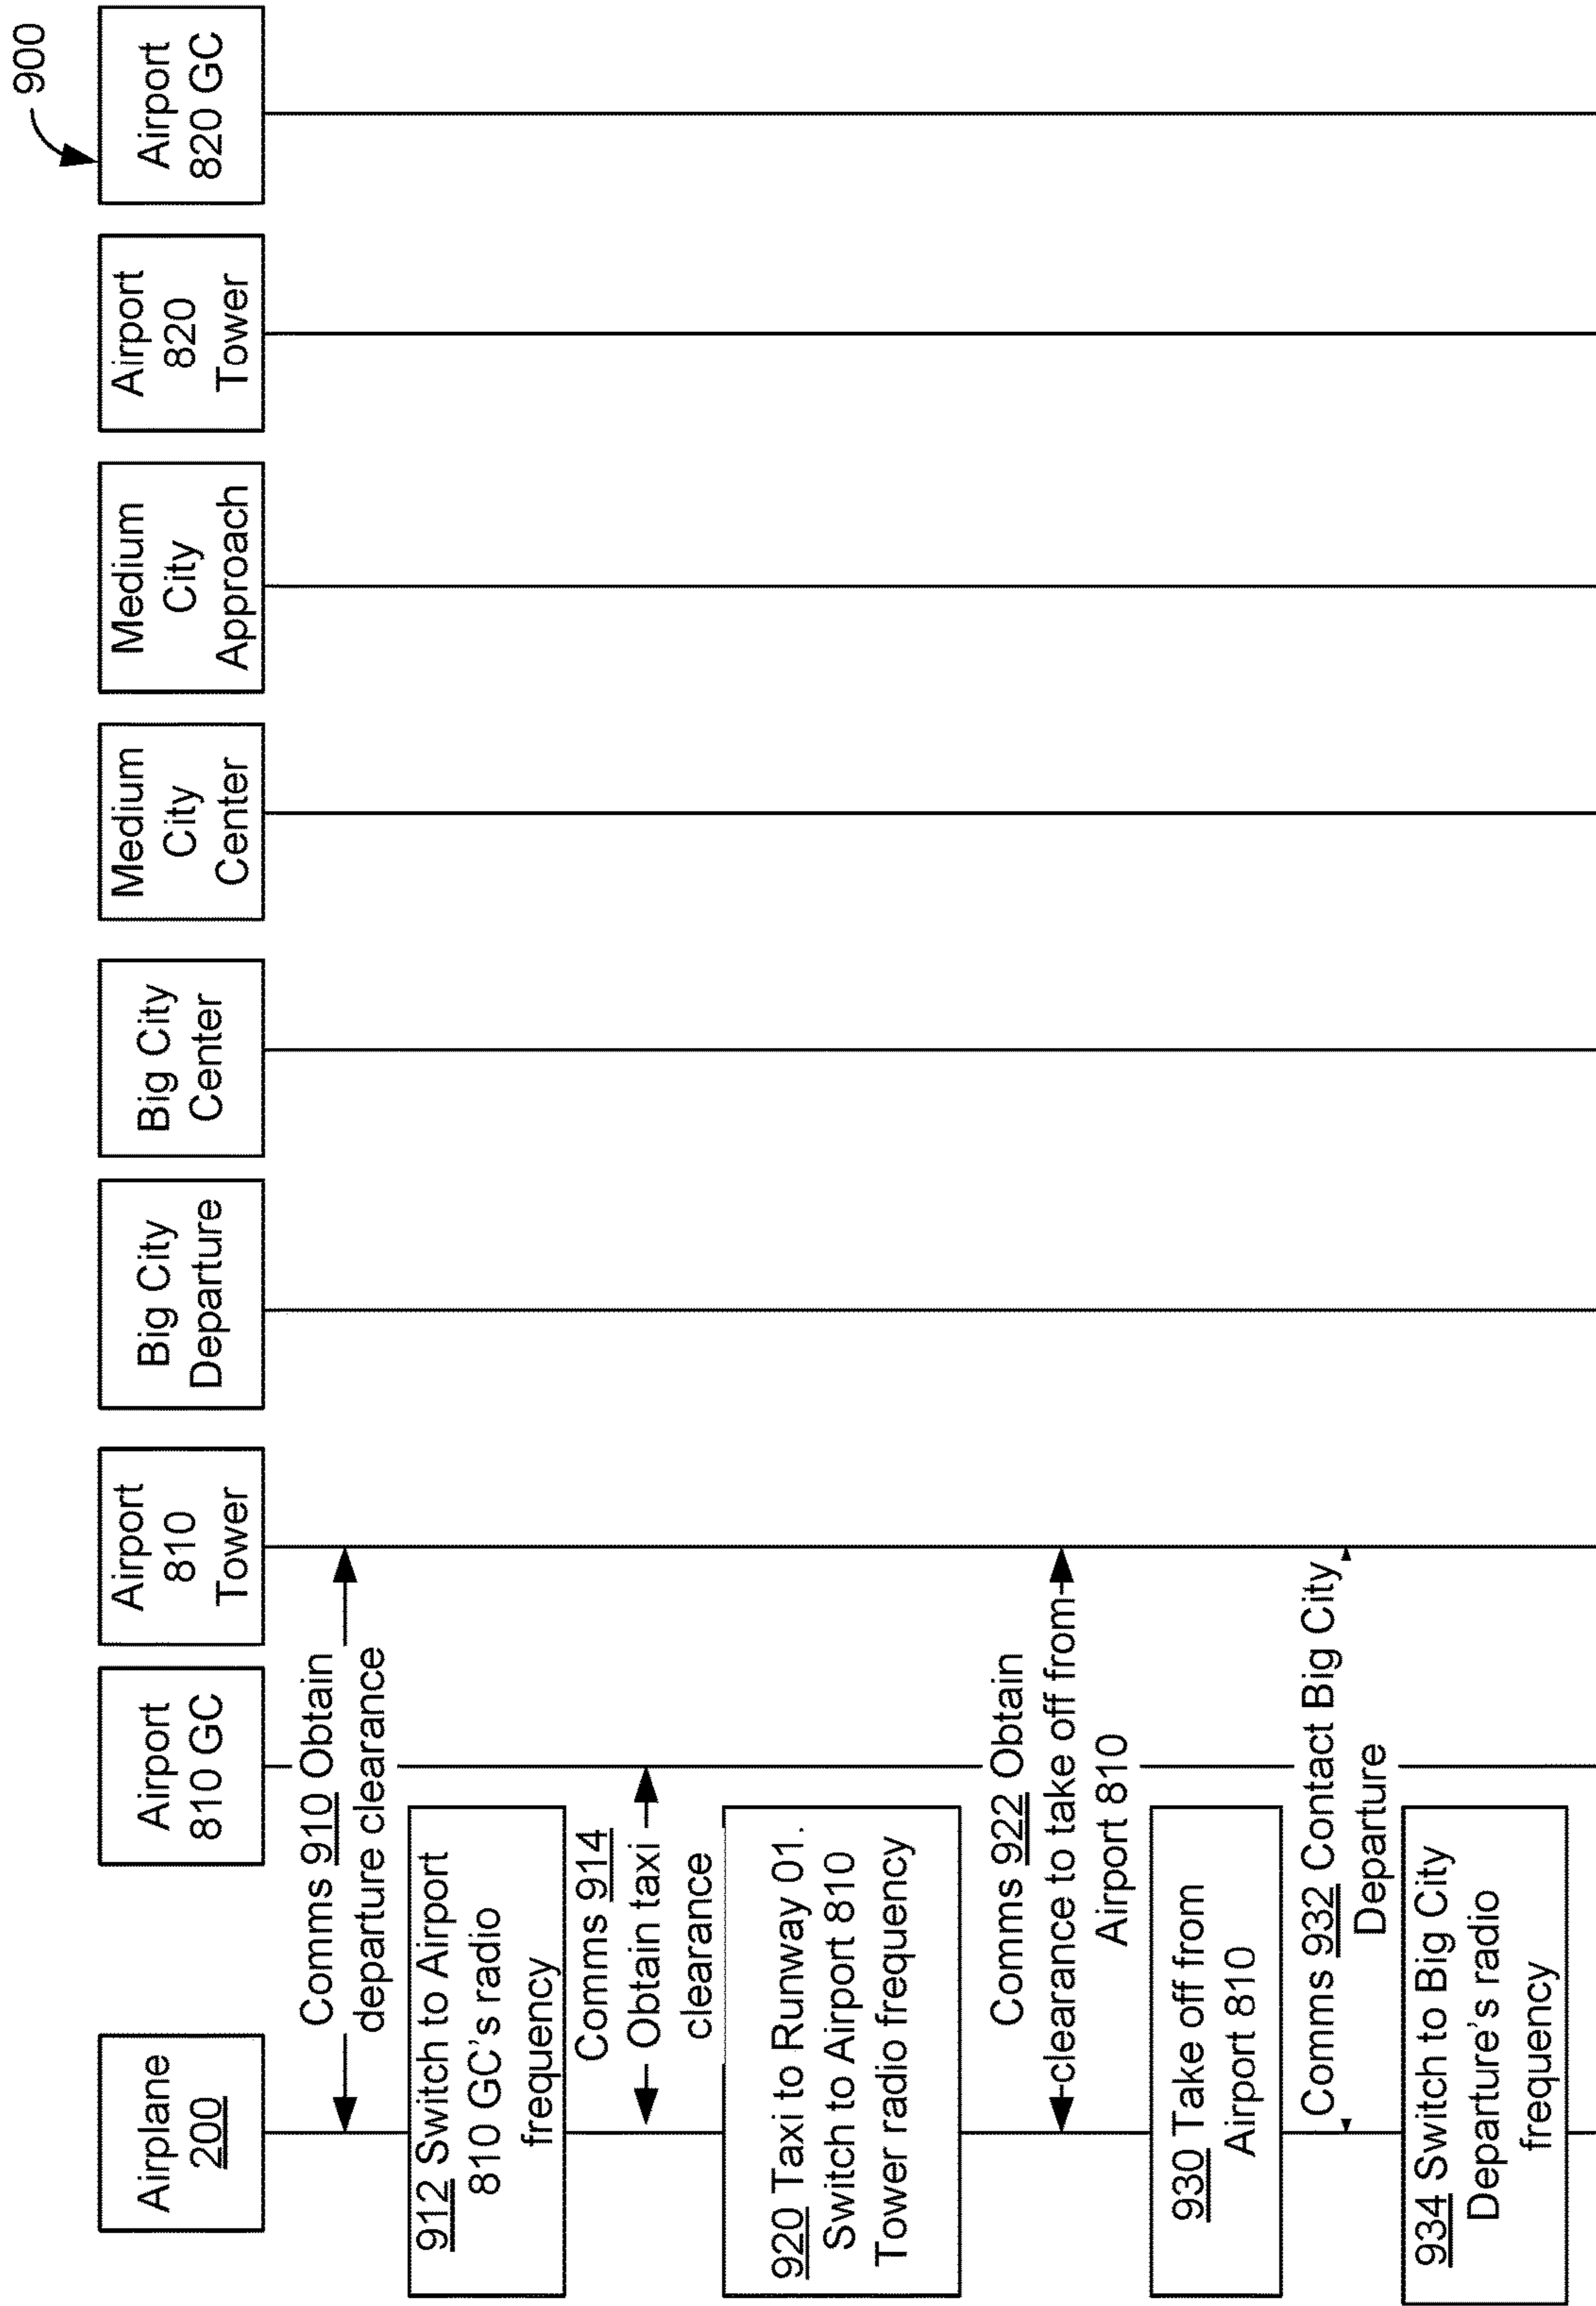 900
Airplane
200
Airport
810 GC
Airport
810
Tower
Big City
Departure
Big City
Center
Medium
City
Center
Medium
City
Approach
Airport
820
Tower
Airport
820 GC
Comms 910 Obtain
departure clearance
912 Switch to Airport
810 GC's radio
frequency
Comms 914
Obtain taxi
clearance
920 Taxi to Runway 01.
Switch to Airport 810
Tower radio frequency
Comms 922 Obtain
clearance to take off from
Airport 810
930 Take off from
Airport 810
Comms 932 Contact Big City
Departure
934 Switch to Big City
Departure's radio
frequency